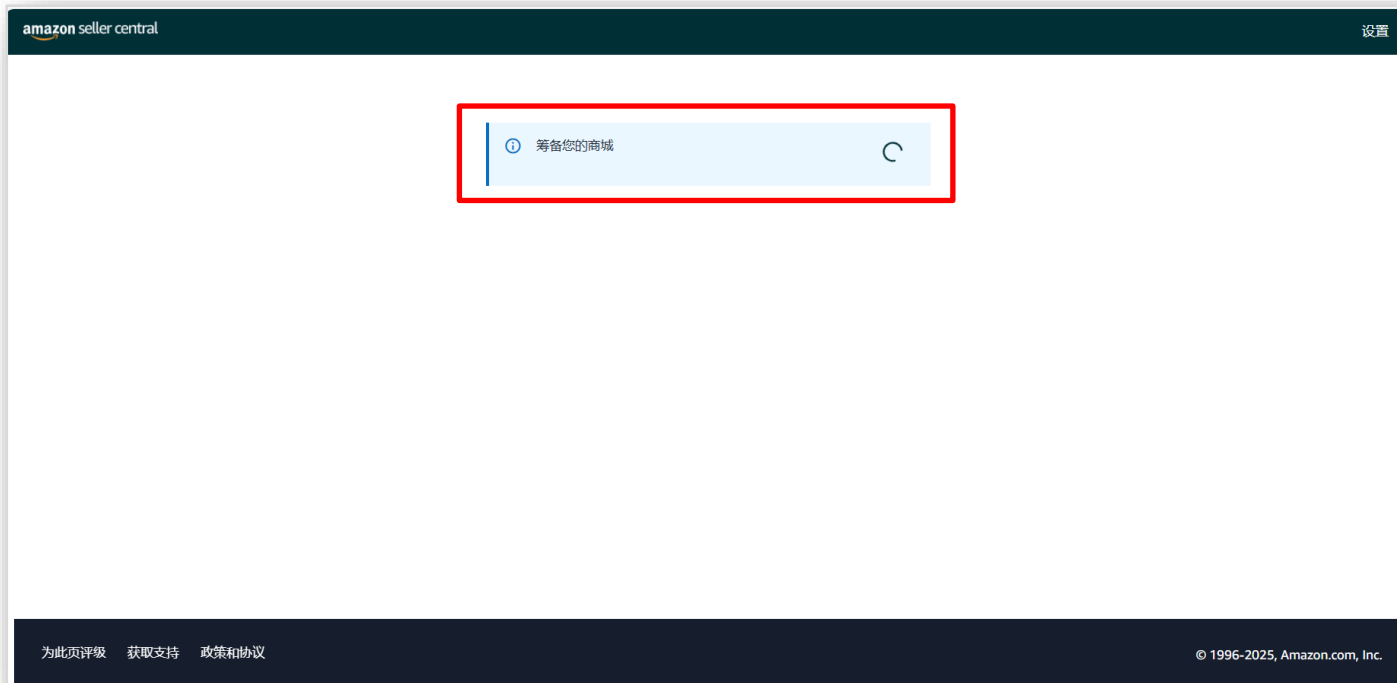 amazon seller central
设置
筹备您的商城
为此页评级 获取支持 政策和协议
© 1996-2025, Amazon.com, Inc.